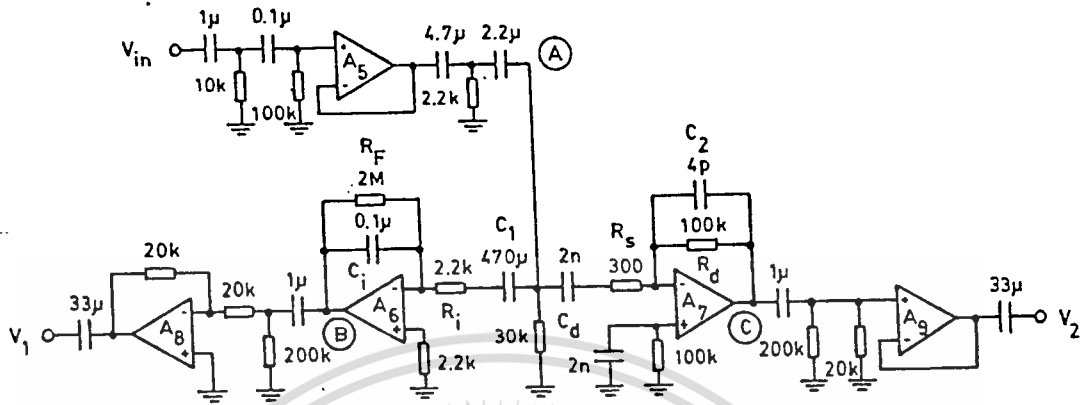 1μ 0.1μ
V_in
A_5
10k 100k
4.7μ 2.2μ A
2.2k
R_F
2M
0.1μ
C_i
C_2
4p
100k
R_d
20k
20k
1μ
33μ
V_1
A_8
200k
B
A_6
2.2k
R_i
2.2k
C_1
470μ
30k
2n
C_d
R_s
300
A_7
C
2n
100k
1μ
200k
20k
A_9
33μ
V_2